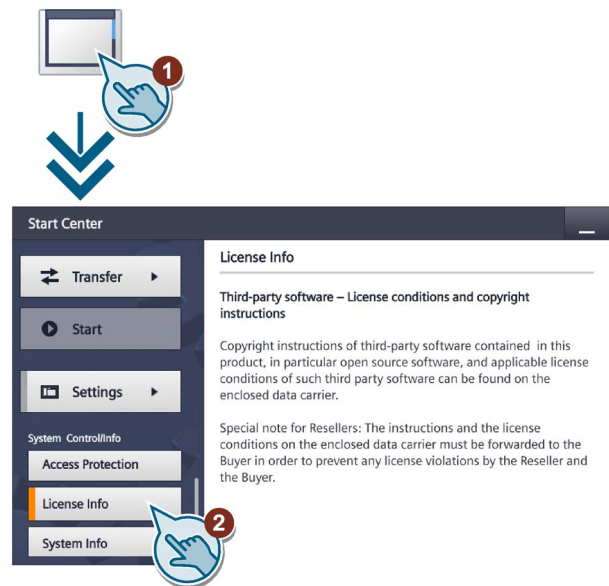 1
Start Center
Transfer
Start
Settings
System Control/Info
Access Protection
License Info
System Info
2
License Info
Third-party software – License conditions and copyright
instructions
Copyright instructions of third-party software contained in this
product, in particular open source software, and applicable license
conditions of such third party software can be found on the
enclosed data carrier.
Special note for Resellers: The instructions and the license
conditions on the enclosed data carrier must be forwarded to the
Buyer in order to prevent any license violations by the Reseller and
the Buyer.